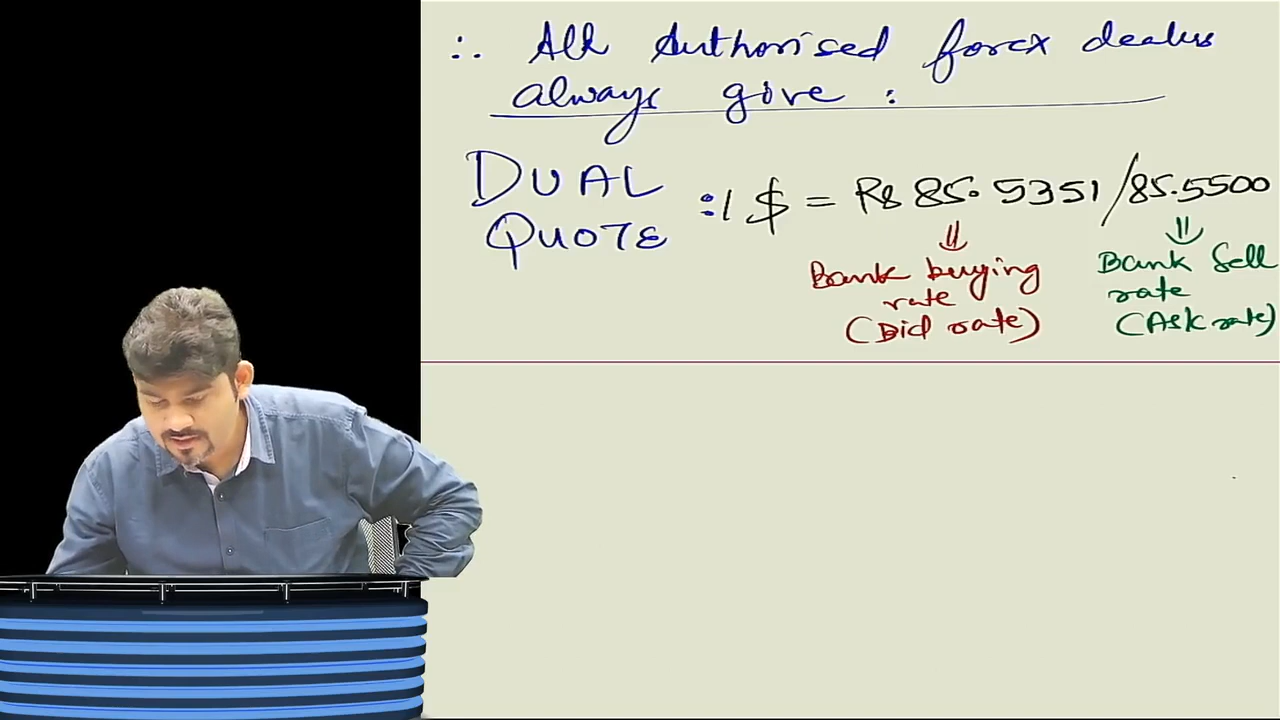 ∴ All Authorised forex dealers
always give :
DUAL QUOTE : 1 $ = Rs 85.5351 / 85.5500
Bank buying rate (Bid rate)
Bank Sell rate (Ask rate)